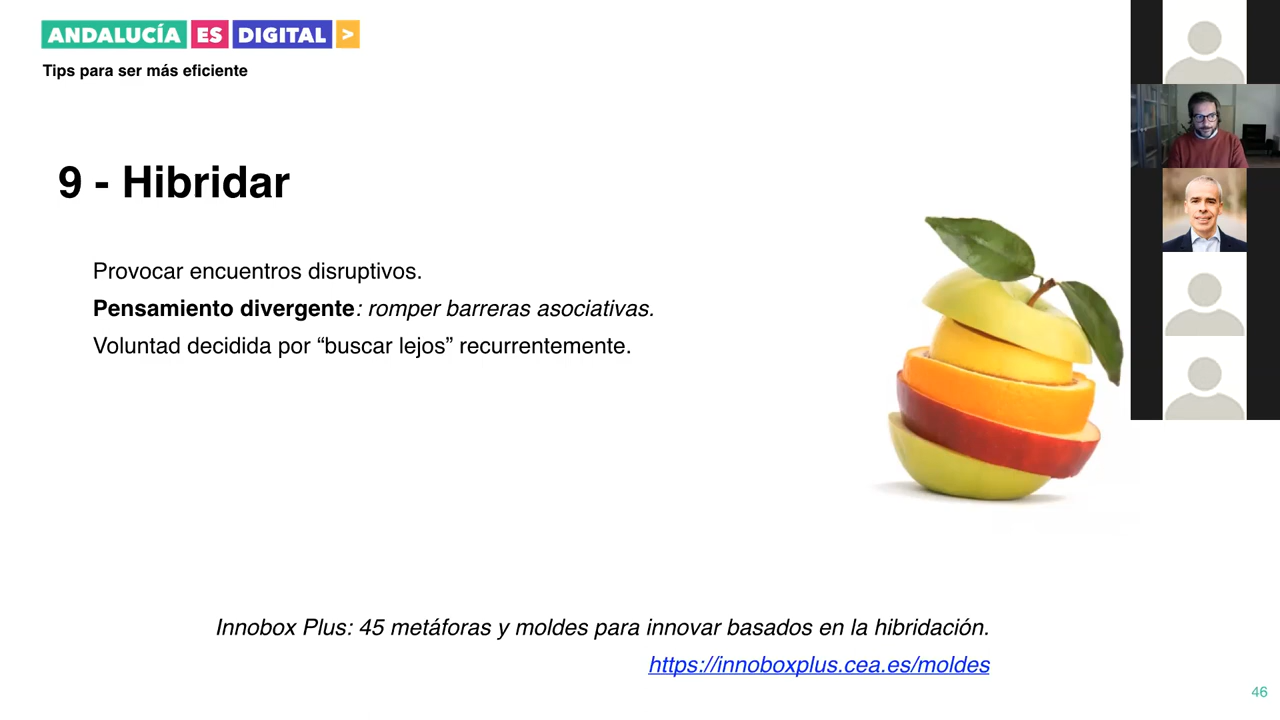 ANDALUCÍA ES DIGITAL >
Tips para ser más eficiente
9 - Hibridar
Provocar encuentros disruptivos.
Pensamiento divergente: romper barreras asociativas.
Voluntad decidida por “buscar lejos” recurrentemente.
Innobox Plus: 45 metáforas y moldes para innovar basados en la hibridación.
https://innoboxplus.cea.es/moldes
46